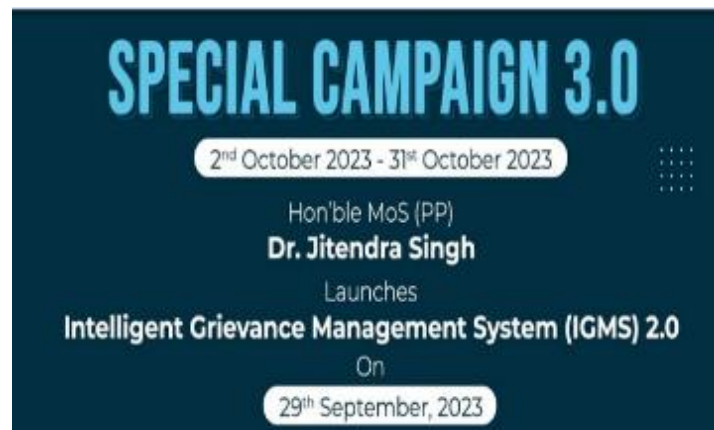 SPECIAL CAMPAIGN 3.0
2nd October 2023 - 31st October 2023
Hon'ble MoS (PP)
Dr. Jitendra Singh
Launches
Intelligent Grievance Management System (IGMS) 2.0
On
29th September, 2023